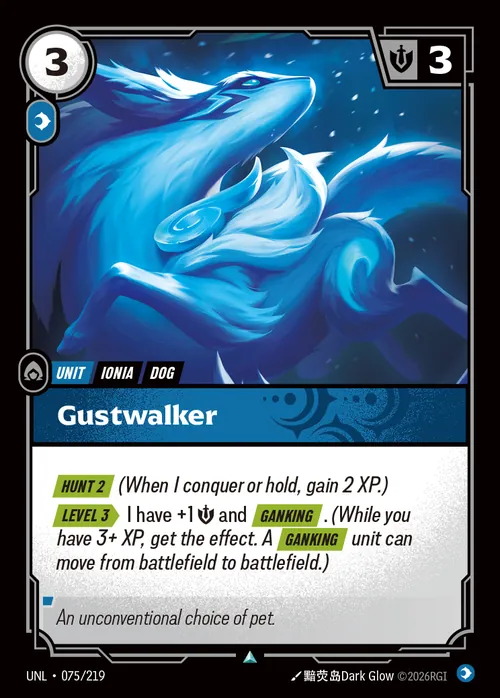 3
3
UNIT IONIA DOG
Gustwalker
HUNT 2 (When I conquer or hold, gain 2 XP.)
LEVEL 3 I have +1 and GANKING . (While you
have 3+ XP, get the effect. A GANKING unit can
move from battlefield to battlefield.)
An unconventional choice of pet.
UNL • 075/219
黯荧岛Dark Glow ©2026RGI